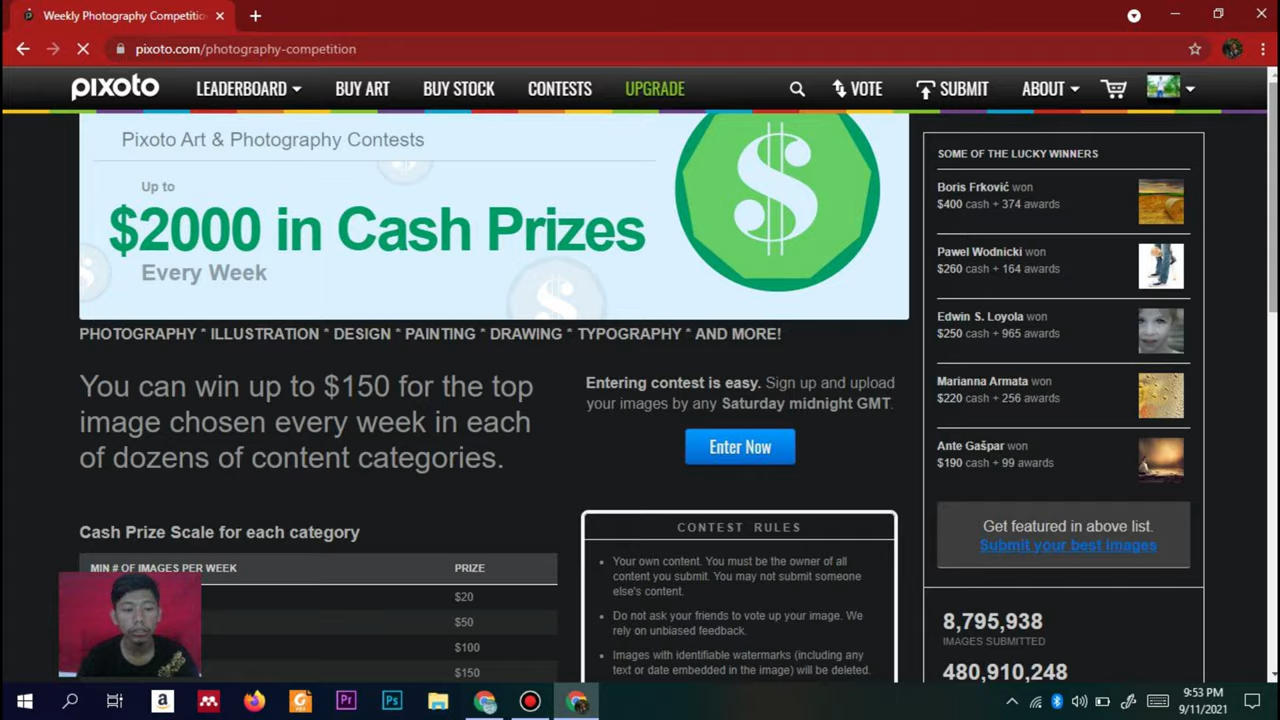 Weekly Photography Competitio
pixoto.com/photography-competition
pixoto
LEADERBOARD
BUY ART
BUY STOCK
CONTESTS
UPGRADE
VOTE
SUBMIT
ABOUT
Pixoto Art & Photography Contests
Up to
$2000 in Cash Prizes
Every Week
PHOTOGRAPHY * ILLUSTRATION * DESIGN * PAINTING * DRAWING * TYPOGRAPHY * AND MORE!
You can win up to $150 for the top
image chosen every week in each
of dozens of content categories.
Entering contest is easy. Sign up and upload
your images by any Saturday midnight GMT.
Enter Now
Cash Prize Scale for each category
MIN # OF IMAGES PER WEEK
PRIZE
$20
$50
$100
$150
CONTEST RULES
Your own content. You must be the owner of all
content you submit. You may not submit someone
else's content.
Do not ask your friends to vote up your image. We
rely on unbiased feedback.
Images with identifiable watermarks (including any
text or date embedded in the image) will be deleted.
SOME OF THE LUCKY WINNERS
Boris Frković won
$400 cash + 374 awards
Pawel Wodnicki won
$260 cash + 164 awards
Edwin S. Loyola won
$250 cash + 965 awards
Marianna Armata won
$220 cash + 256 awards
Ante Gašpar won
$190 cash + 99 awards
Get featured in above list.
Submit your best images
8,795,938
IMAGES SUBMITTED
480,910,248
a
Pr
Ps
9:53 PM
9/11/2021